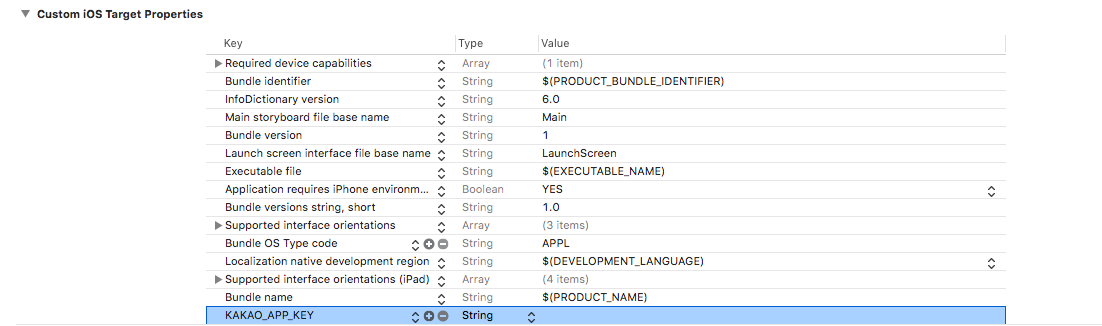 Custom iOS Target Properties
Key Type Value
Required device capabilities Array (1 item)
Bundle identifier String $(PRODUCT_BUNDLE_IDENTIFIER)
InfoDictionary version String 6.0
Main storyboard file base name String Main
Bundle version String 1
Launch screen interface file base name String LaunchScreen
Executable file String $(EXECUTABLE_NAME)
Application requires iPhone environm... Boolean YES
Bundle versions string, short String 1.0
Supported interface orientations Array (3 items)
Bundle OS Type code String APPL
Localization native development region String $(DEVELOPMENT_LANGUAGE)
Supported interface orientations (iPad) Array (4 items)
Bundle name String $(PRODUCT_NAME)
KAKAO_APP_KEY String